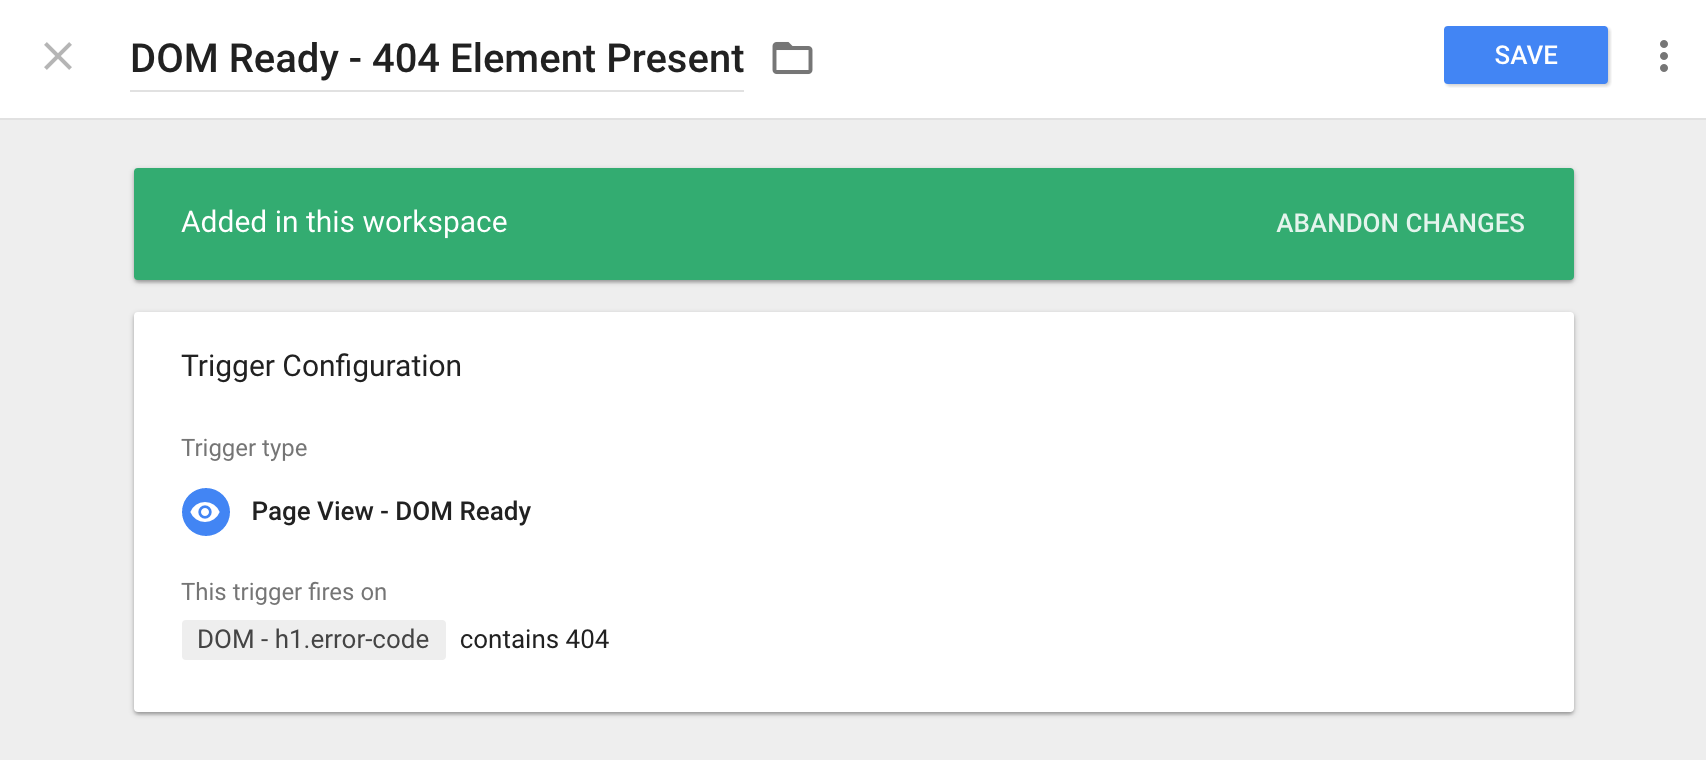 DOM Ready - 404 Element Present
SAVE
Added in this workspace
ABANDON CHANGES
Trigger Configuration
Trigger type
Page View - DOM Ready
This trigger fires on
DOM - h1.error-code contains 404